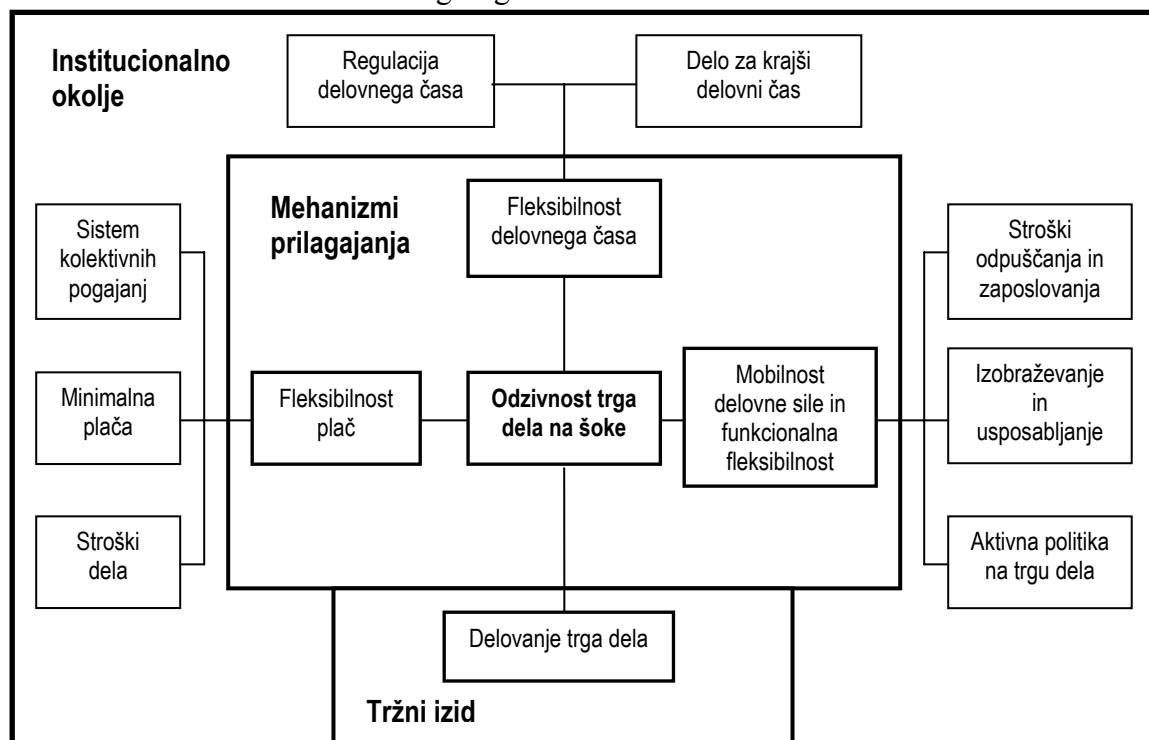 Institucionalno
okolje
Regulacija
delovnega časa
Delo za krajši
delovni čas
Mehanizmi
prilagajanja
Fleksibilnost
delovnega časa
Sistem
kolektivnih
pogajanj
Stroški
odpuščanja in
zaposlovanja
Minimalna
plača
Fleksibilnost
plač
Odzivnost trga
dela na šoke
Mobilnost
delovne sile in
funkcionalna
fleksibilnost
Izobraževanje
in
usposabljanje
Stroški
dela
Aktivna politika
na trgu dela
Delovanje trga dela
Tržni izid